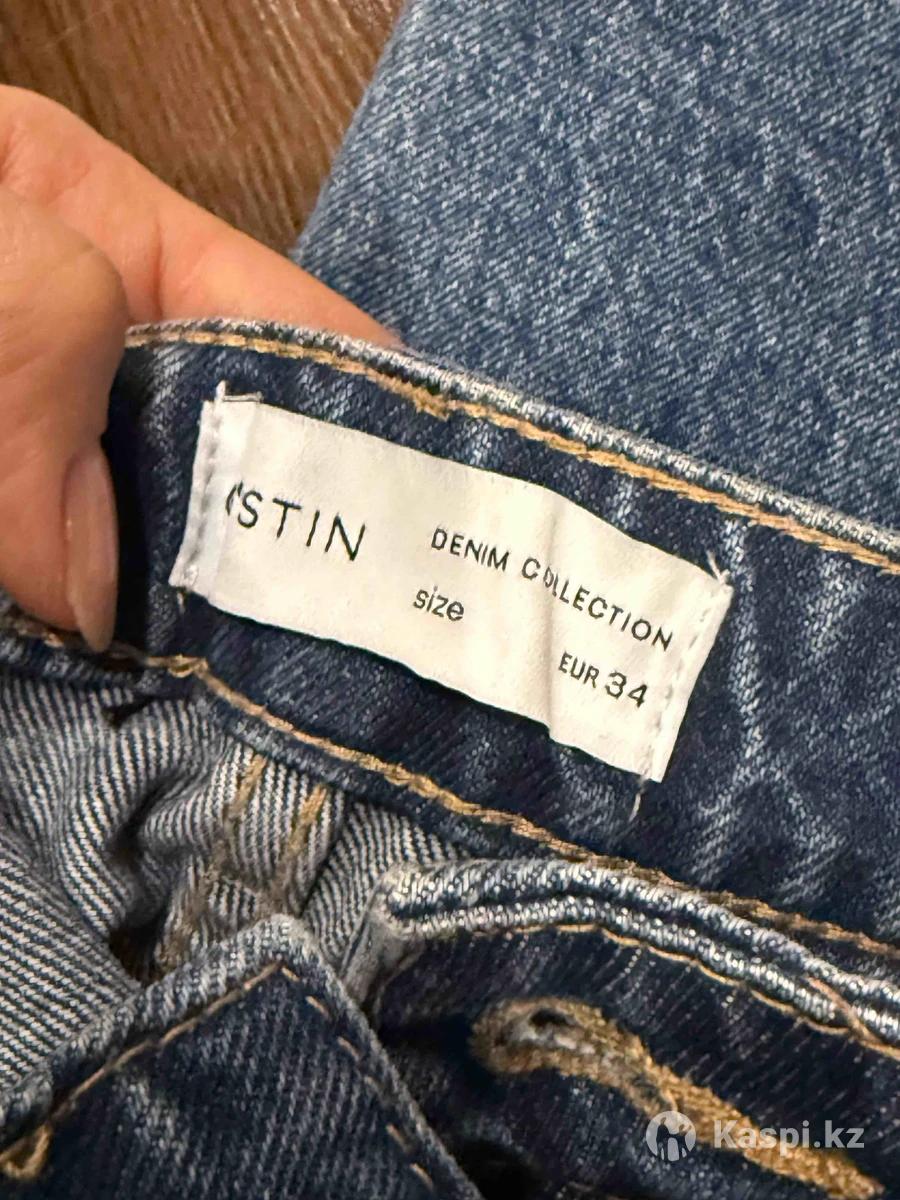 O'STIN
DENIM COLLECTION
size
EUR 34
Kaspi.kz